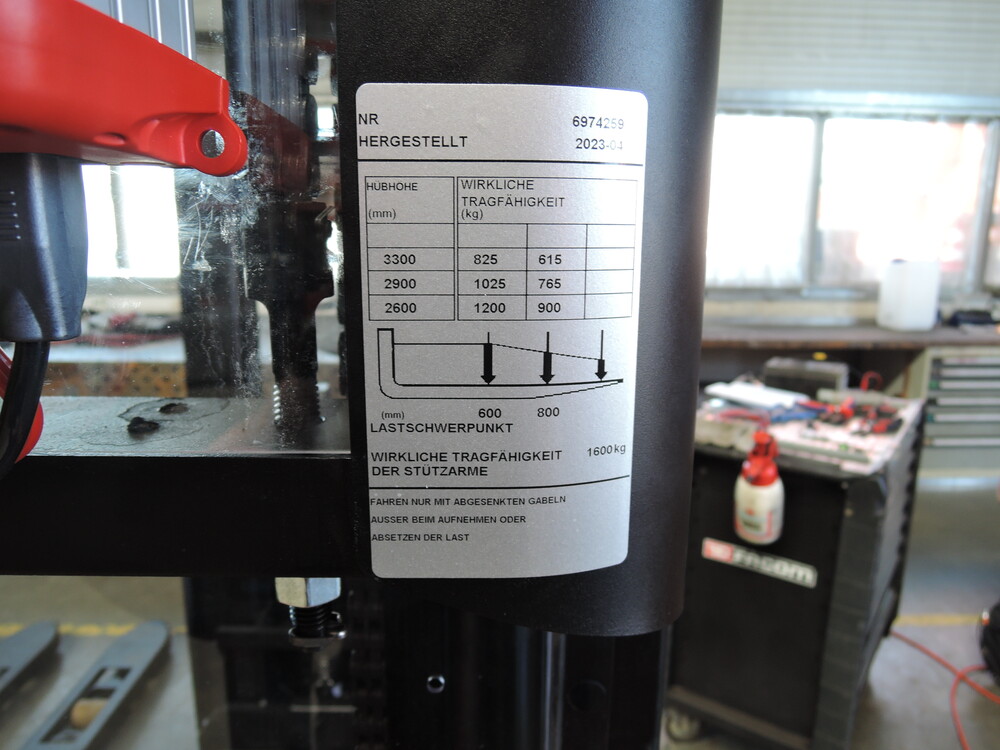 NR 6974259
HERGESTELLT 2023-04
HÜBHÖHE WIRKLICHE
TRAGFÄHIGKEIT
(mm) (kg)
3300 825 615
2900 1025 765
2600 1200 900
(mm) 600 800
LASTSCHWERPUNKT
WIRKLICHE TRAGFÄHIGKEIT 1600 kg
DER STÜTZARME
FAHREN NUR MIT ABGESENKTEN GABELN
AUSSER BEIM AUFNEHMEN ODER
ABSETZEN DER LAST
FACOM